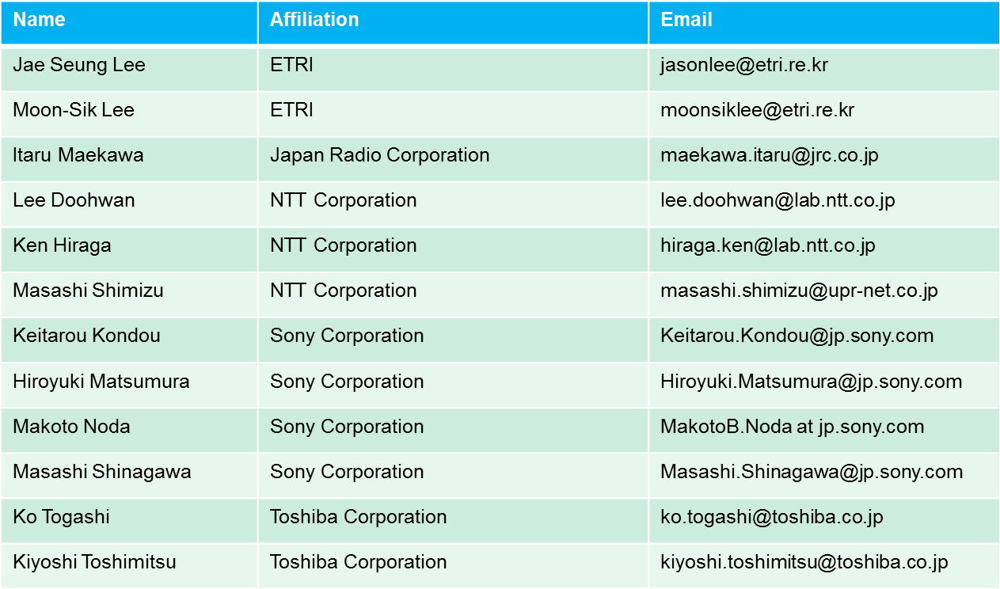 Name Affiliation Email
Jae Seung Lee ETRI jasonlee@etri.re.kr
Moon-Sik Lee ETRI moonsiklee@etri.re.kr
Itaru Maekawa Japan Radio Corporation maekawa.itaru@jrc.co.jp
Lee Doohwan NTT Corporation lee.doohwan@lab.ntt.co.jp
Ken Hiraga NTT Corporation hiraga.ken@lab.ntt.co.jp
Masashi Shimizu NTT Corporation masashi.shimizu@upr-net.co.jp
Keitarou Kondou Sony Corporation Keitarou.Kondou@jp.sony.com
Hiroyuki Matsumura Sony Corporation Hiroyuki.Matsumura@jp.sony.com
Makoto Noda Sony Corporation MakotoB.Noda at jp.sony.com
Masashi Shinagawa Sony Corporation Masashi.Shinagawa@jp.sony.com
Ko Togashi Toshiba Corporation ko.togashi@toshiba.co.jp
Kiyoshi Toshimitsu Toshiba Corporation kiyoshi.toshimitsu@toshiba.co.jp